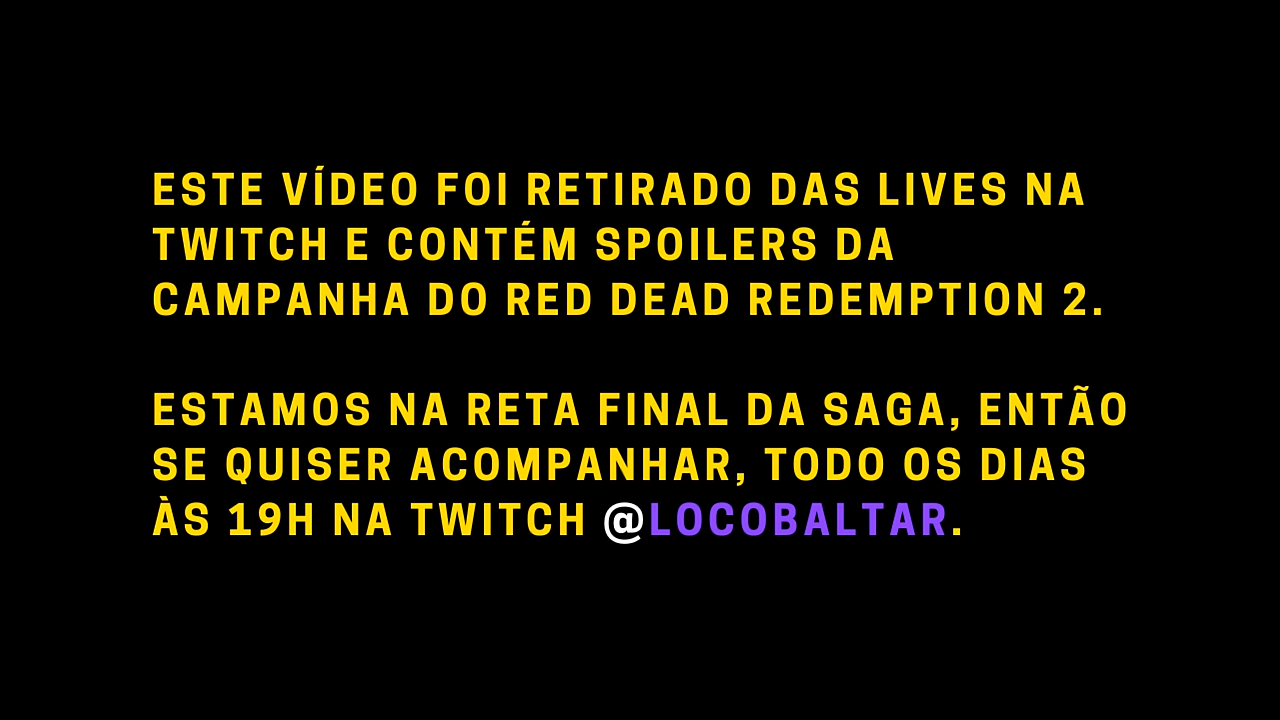 ESTE VÍDEO FOI RETIRADO DAS LIVES NA
TWITCH E CONTÉM SPOILERS DA
CAMPANHA DO RED DEAD REDEMPTION 2.
ESTAMOS NA RETA FINAL DA SAGA, ENTÃO
SE QUISER ACOMPANHAR, TODO OS DIAS
ÀS 19H NA TWITCH @LOCOBALTAR.